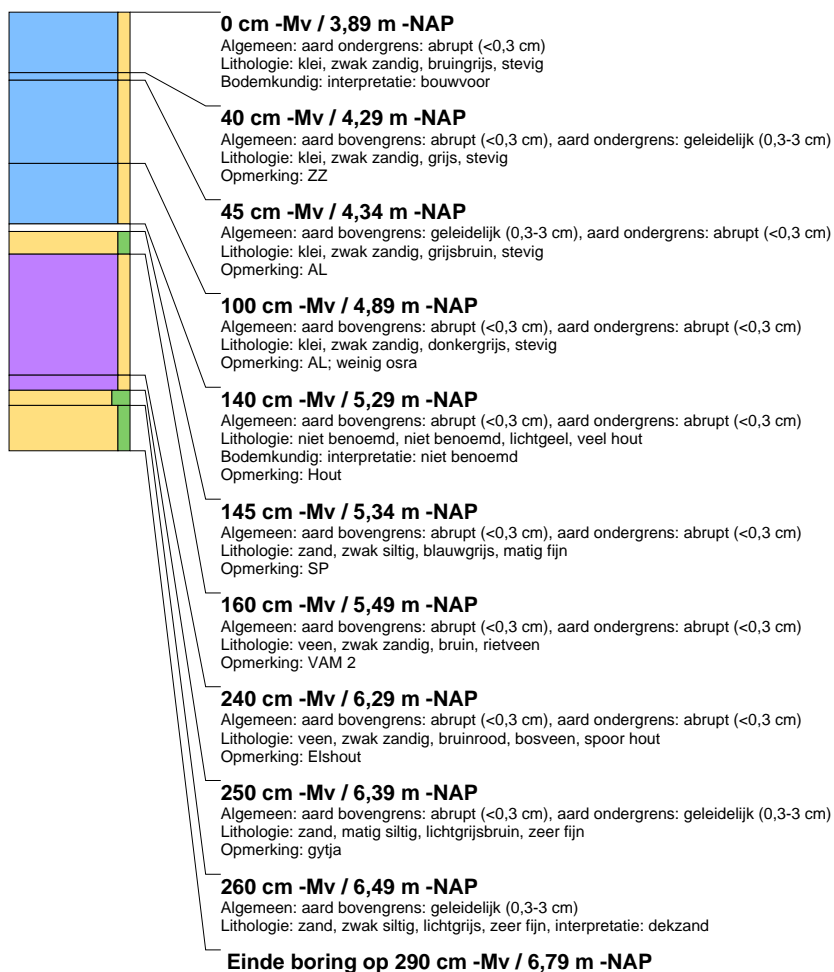 0 cm -Mv / 3,89 m -NAP
Algemeen: aard ondergrens: abrupt (<0,3 cm)
Lithologie: klei, zwak zandig, bruingrijs, stevig
Bodemkundig: interpretatie: bouwvoor
40 cm -Mv / 4,29 m -NAP
Algemeen: aard bovengrens: abrupt (<0,3 cm), aard ondergrens: geleidelijk (0,3-3 cm)
Lithologie: klei, zwak zandig, grijs, stevig
Opmerking: ZZ
45 cm -Mv / 4,34 m -NAP
Algemeen: aard bovengrens: geleidelijk (0,3-3 cm), aard ondergrens: abrupt (<0,3 cm)
Lithologie: klei, zwak zandig, grijsbruin, stevig
Opmerking: AL
100 cm -Mv / 4,89 m -NAP
Algemeen: aard bovengrens: abrupt (<0,3 cm), aard ondergrens: abrupt (<0,3 cm)
Lithologie: klei, zwak zandig, donkergrijs, stevig
Opmerking: AL; weinig osra
140 cm -Mv / 5,29 m -NAP
Algemeen: aard bovengrens: abrupt (<0,3 cm), aard ondergrens: abrupt (<0,3 cm)
Lithologie: niet benoemd, niet benoemd, lichtgeel, veel hout
Bodemkundig: interpretatie: niet benoemd
Opmerking: Hout
145 cm -Mv / 5,34 m -NAP
Algemeen: aard bovengrens: abrupt (<0,3 cm), aard ondergrens: abrupt (<0,3 cm)
Lithologie: zand, zwak siltig, blauwgrijs, matig fijn
Opmerking: SP
160 cm -Mv / 5,49 m -NAP
Algemeen: aard bovengrens: abrupt (<0,3 cm), aard ondergrens: abrupt (<0,3 cm)
Lithologie: veen, zwak zandig, bruin, rietveen
Opmerking: VAM 2
240 cm -Mv / 6,29 m -NAP
Algemeen: aard bovengrens: abrupt (<0,3 cm), aard ondergrens: abrupt (<0,3 cm)
Lithologie: veen, zwak zandig, bruinrood, bosveen, spoor hout
Opmerking: Elshout
250 cm -Mv / 6,39 m -NAP
Algemeen: aard bovengrens: abrupt (<0,3 cm), aard ondergrens: geleidelijk (0,3-3 cm)
Lithologie: zand, matig siltig, lichtgrijsbruin, zeer fijn
Opmerking: gytja
260 cm -Mv / 6,49 m -NAP
Algemeen: aard bovengrens: geleidelijk (0,3-3 cm)
Lithologie: zand, zwak siltig, lichtgrijs, zeer fijn, interpretatie: dekzand
Einde boring op 290 cm -Mv / 6,79 m -NAP